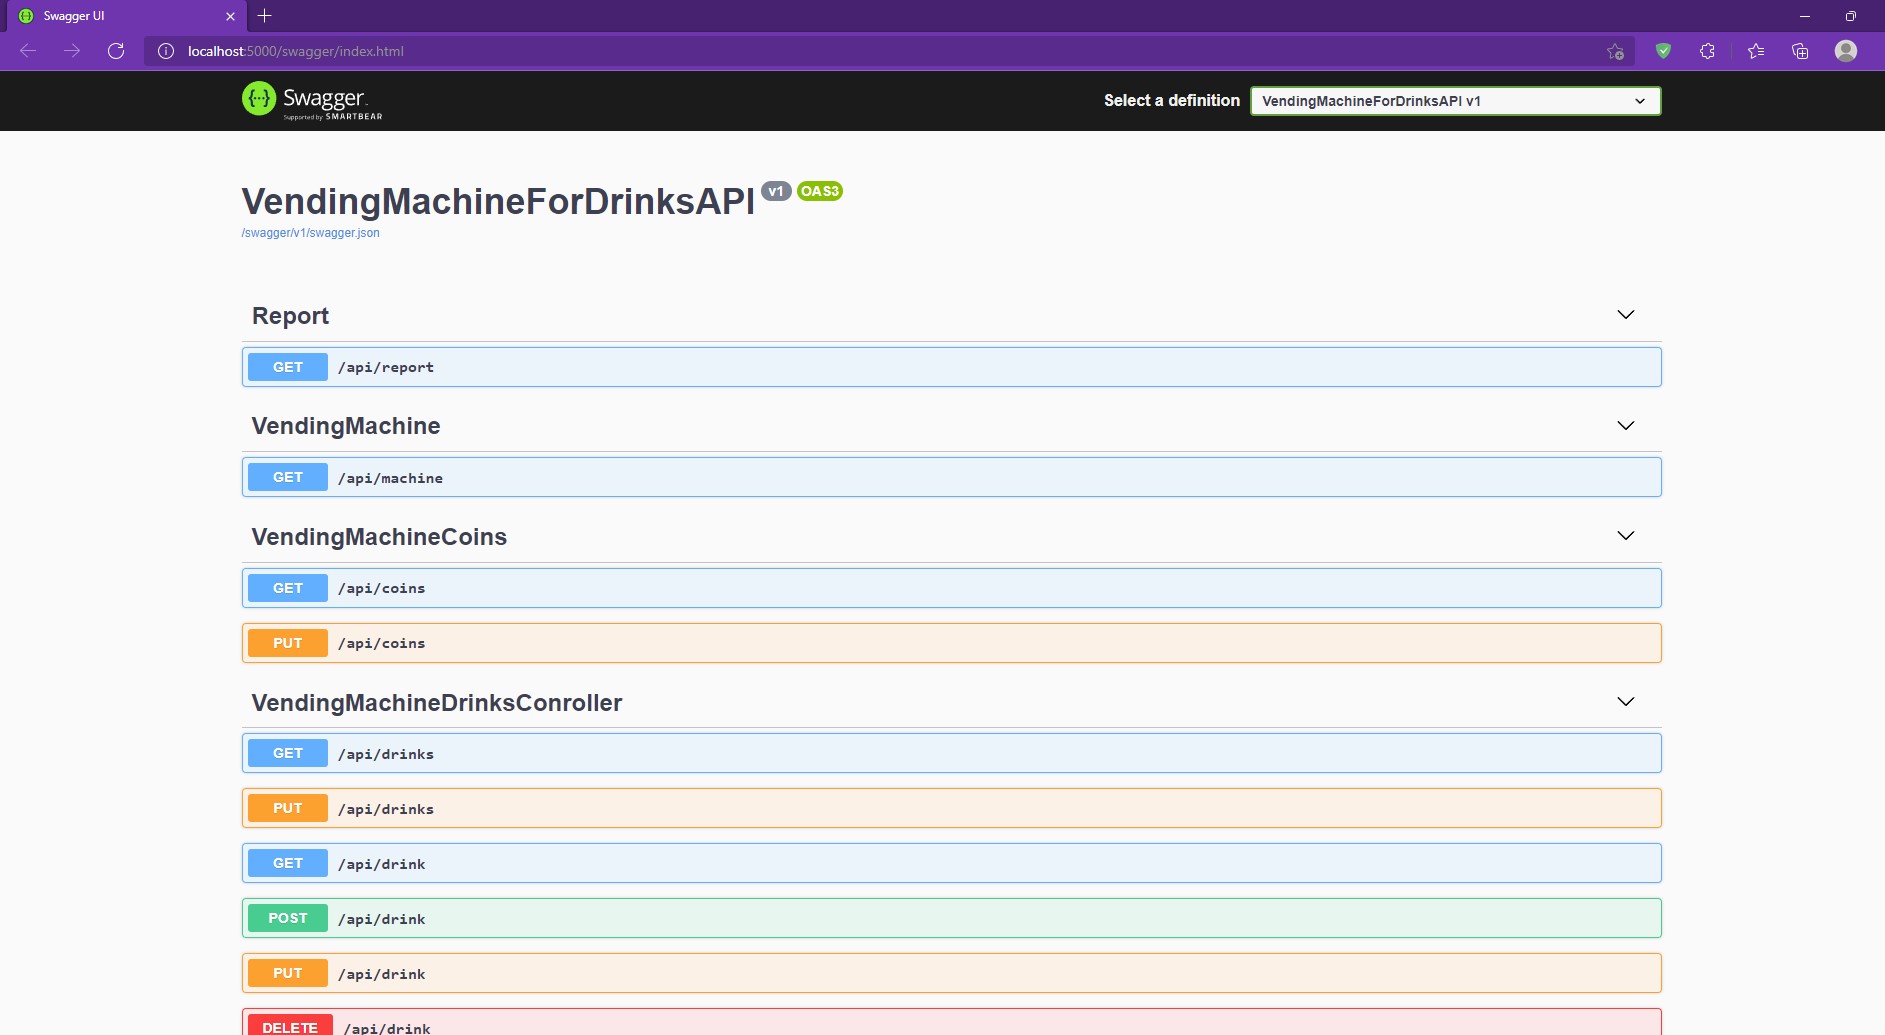 Swagger UI
localhost:5000/swagger/index.html
Swagger
Supported by SMARTBEAR
Select a definition
VendingMachineForDrinksAPI v1
VendingMachineForDrinksAPI v1 OAS3
/swagger/v1/swagger.json
Report
GET /api/report
VendingMachine
GET /api/machine
VendingMachineCoins
GET /api/coins
PUT /api/coins
VendingMachineDrinksConroller
GET /api/drinks
PUT /api/drinks
GET /api/drink
POST /api/drink
PUT /api/drink
DELETE /api/drink